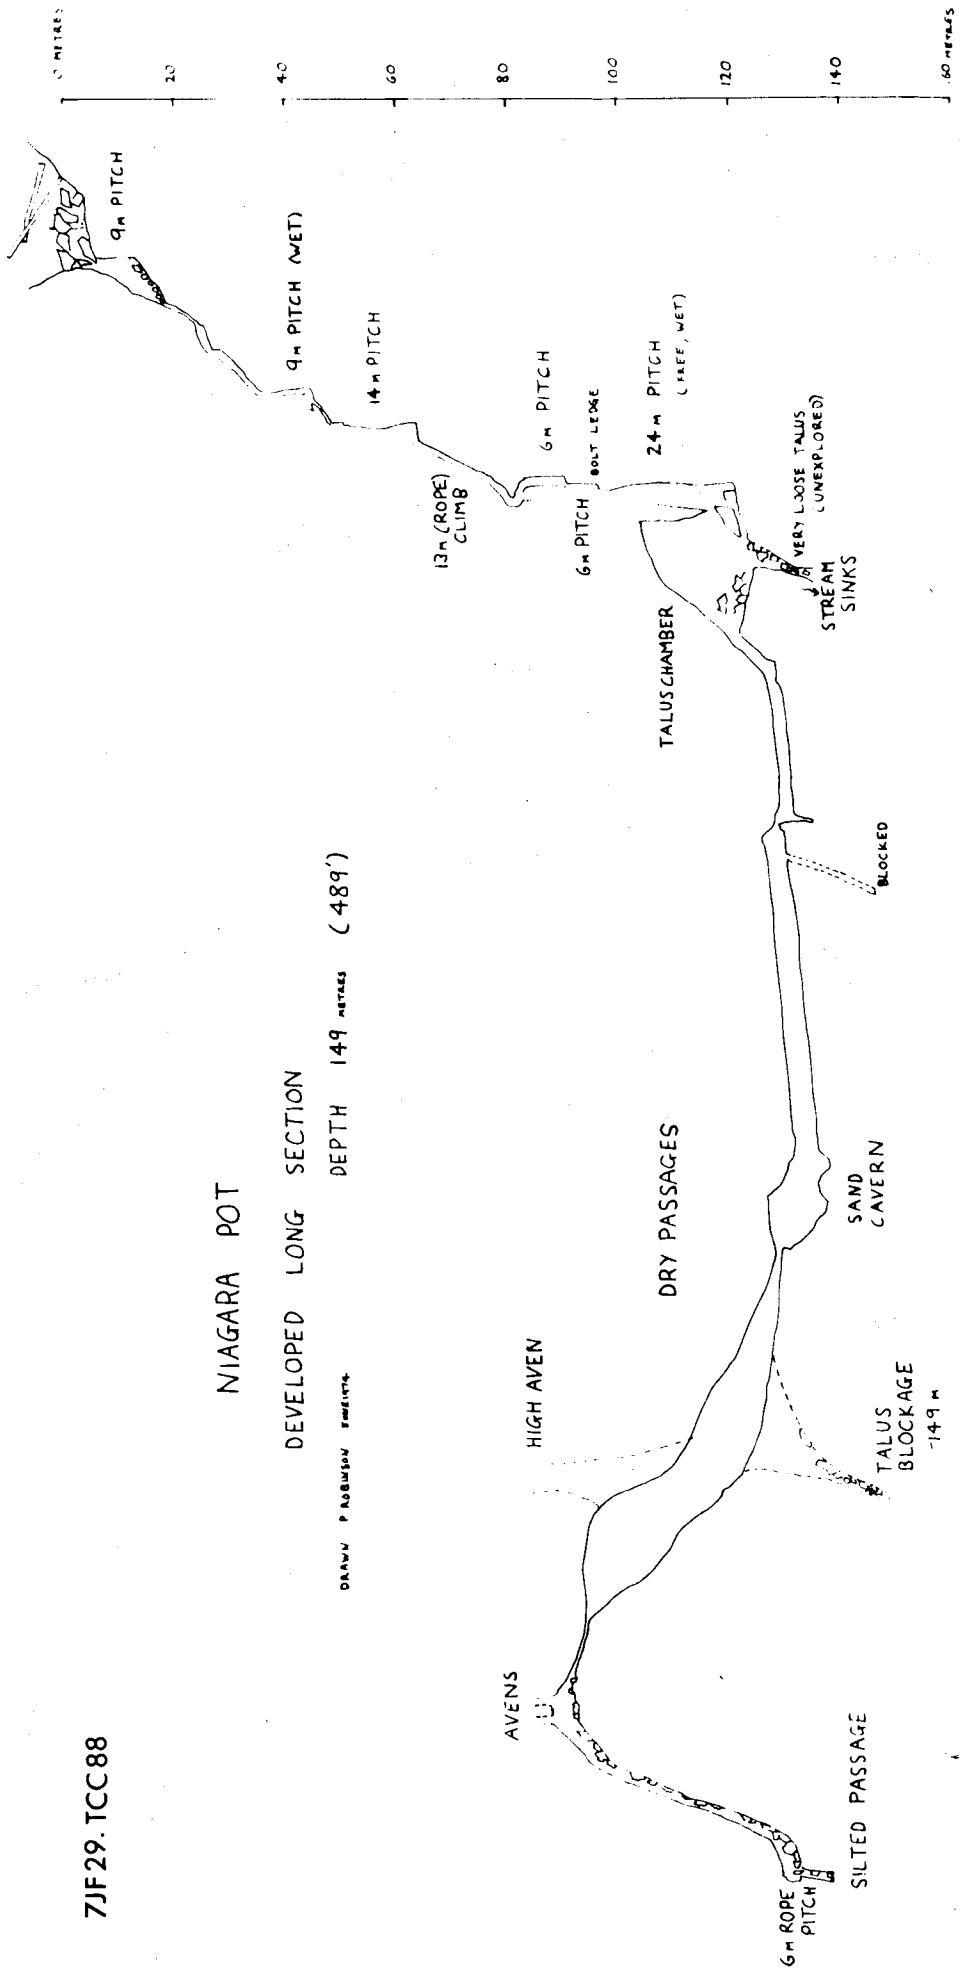 7JF29.TCC88
NIAGARA POT
DEVELOPED LONG SECTION
DEPTH 149 METRES (489')
DRAWN P ROBINSON JUNE 1974
0 METRES
20
40
60
80
100
120
140
160 METRES
9m PITCH
9m PITCH (WET)
14m PITCH
13m (ROPE)
CLIMB
6m PITCH
6m PITCH
BOLT LEDGE
24m PITCH
(FREE, WET)
VERY LOOSE TALUS
(UNEXPLORED)
STREAM
SINKS
TALUS CHAMBER
BLOCKED
DRY PASSAGES
SAND
CAVERN
HIGH AVEN
TALUS
BLOCKAGE
-149m
AVENS
6m ROPE
PITCH
SILTED PASSAGE